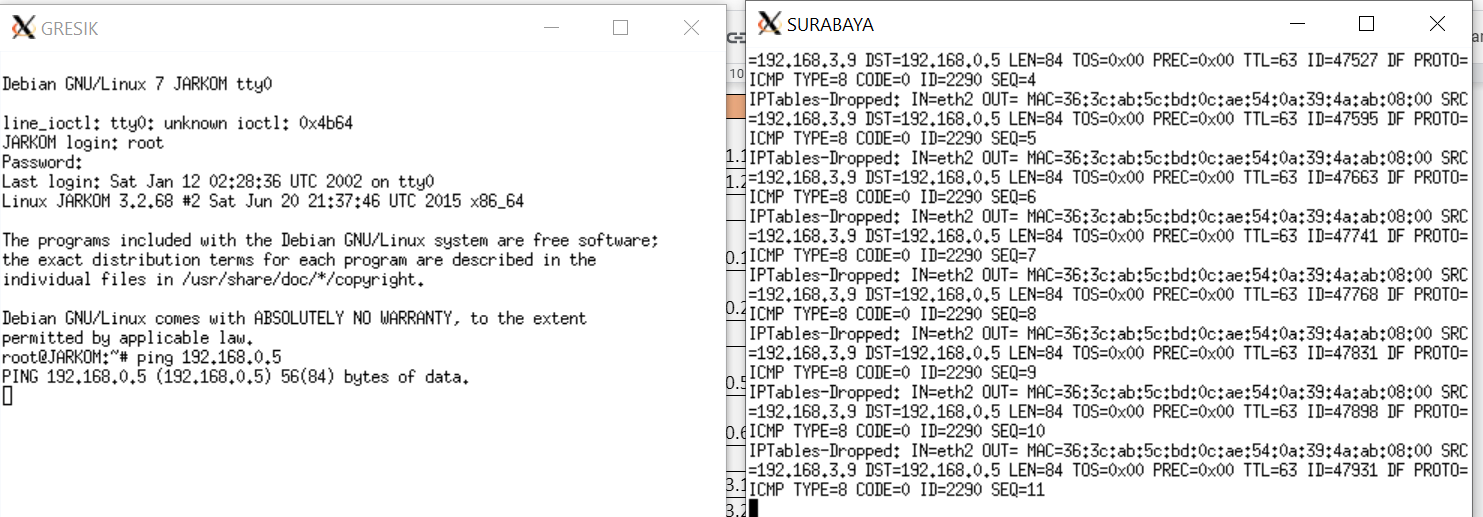 GRESIK
Debian GNU/Linux 7 JARKOM tty0
line_ioctl: tty0: unknown ioctl: 0x4b64
JARKOM login: root
Password:
Last login: Sat Jan 12 02:28:36 UTC 2002 on tty0
Linux JARKOM 3.2.68 #2 Sat Jun 20 21:37:46 UTC 2015 x86_64
The programs included with the Debian GNU/Linux system are free software;
the exact distribution terms for each program are described in the
individual files in /usr/share/doc/*/copyright.
Debian GNU/Linux comes with ABSOLUTELY NO WARRANTY, to the extent
permitted by applicable law.
root@JARKOM:~# ping 192.168.0.5
PING 192.168.0.5 (192.168.0.5) 56(84) bytes of data.
10
1.1
1.2
0.1
0.2
0.5
0.6
3.1
3.2
SURABAYA
=192.168.3.9 DST=192.168.0.5 LEN=84 TOS=0x00 PREC=0x00 TTL=63 ID=47527 DF PROTO=
ICMP TYPE=8 CODE=0 ID=2290 SEQ=4
IPTables-Dropped: IN=eth2 OUT= MAC=36:3c:ab:5c:bd:0c:ae:54:0a:39:4a:ab:08:00 SRC
=192.168.3.9 DST=192.168.0.5 LEN=84 TOS=0x00 PREC=0x00 TTL=63 ID=47595 DF PROTO=
ICMP TYPE=8 CODE=0 ID=2290 SEQ=5
IPTables-Dropped: IN=eth2 OUT= MAC=36:3c:ab:5c:bd:0c:ae:54:0a:39:4a:ab:08:00 SRC
=192.168.3.9 DST=192.168.0.5 LEN=84 TOS=0x00 PREC=0x00 TTL=63 ID=47663 DF PROTO=
ICMP TYPE=8 CODE=0 ID=2290 SEQ=6
IPTables-Dropped: IN=eth2 OUT= MAC=36:3c:ab:5c:bd:0c:ae:54:0a:39:4a:ab:08:00 SRC
=192.168.3.9 DST=192.168.0.5 LEN=84 TOS=0x00 PREC=0x00 TTL=63 ID=47741 DF PROTO=
ICMP TYPE=8 CODE=0 ID=2290 SEQ=7
IPTables-Dropped: IN=eth2 OUT= MAC=36:3c:ab:5c:bd:0c:ae:54:0a:39:4a:ab:08:00 SRC
=192.168.3.9 DST=192.168.0.5 LEN=84 TOS=0x00 PREC=0x00 TTL=63 ID=47768 DF PROTO=
ICMP TYPE=8 CODE=0 ID=2290 SEQ=8
IPTables-Dropped: IN=eth2 OUT= MAC=36:3c:ab:5c:bd:0c:ae:54:0a:39:4a:ab:08:00 SRC
=192.168.3.9 DST=192.168.0.5 LEN=84 TOS=0x00 PREC=0x00 TTL=63 ID=47831 DF PROTO=
ICMP TYPE=8 CODE=0 ID=2290 SEQ=9
IPTables-Dropped: IN=eth2 OUT= MAC=36:3c:ab:5c:bd:0c:ae:54:0a:39:4a:ab:08:00 SRC
=192.168.3.9 DST=192.168.0.5 LEN=84 TOS=0x00 PREC=0x00 TTL=63 ID=47898 DF PROTO=
ICMP TYPE=8 CODE=0 ID=2290 SEQ=10
IPTables-Dropped: IN=eth2 OUT= MAC=36:3c:ab:5c:bd:0c:ae:54:0a:39:4a:ab:08:00 SRC
=192.168.3.9 DST=192.168.0.5 LEN=84 TOS=0x00 PREC=0x00 TTL=63 ID=47931 DF PROTO=
ICMP TYPE=8 CODE=0 ID=2290 SEQ=11